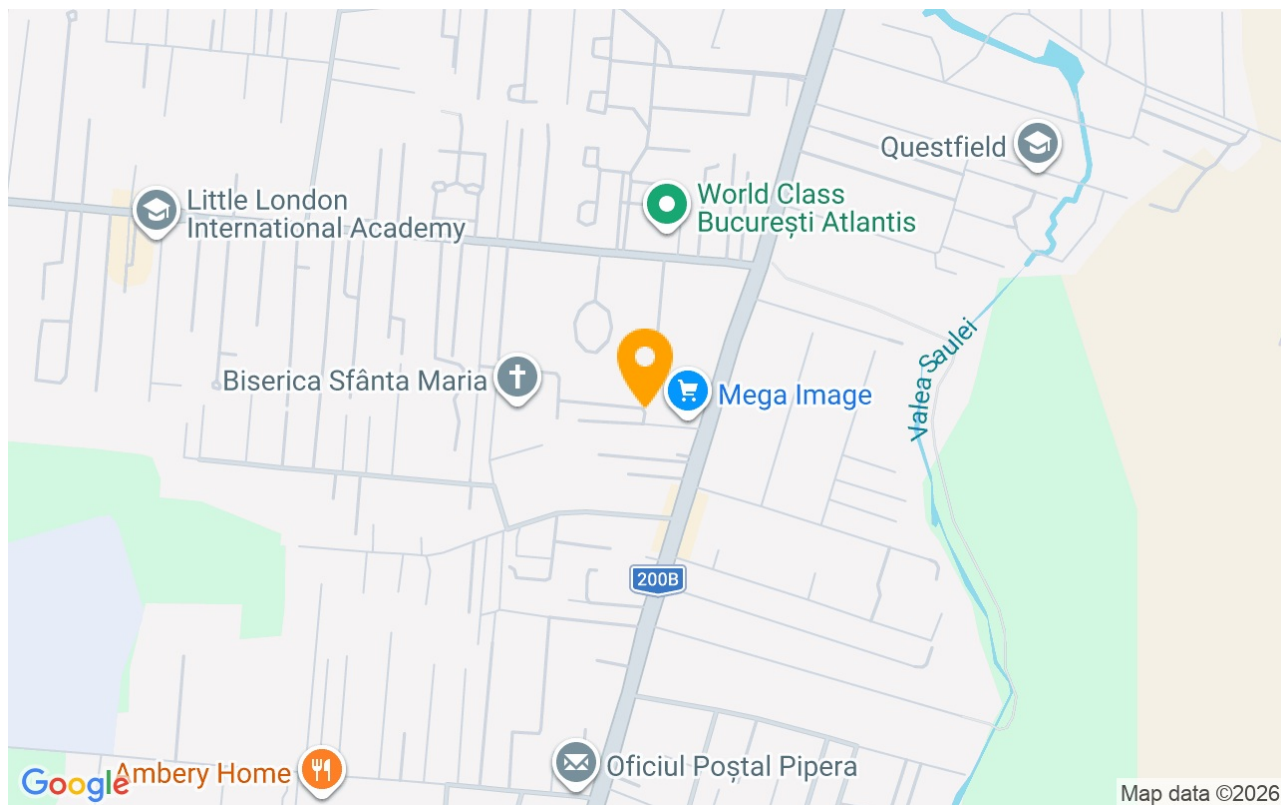 Questfield
World Class
București Atlantis
Little London
International Academy
Valea Saulei
Biserica Sfânta Maria
Mega Image
200B
Oficiul Poștal Pipera
Ambery Home
Google
Map data ©2026